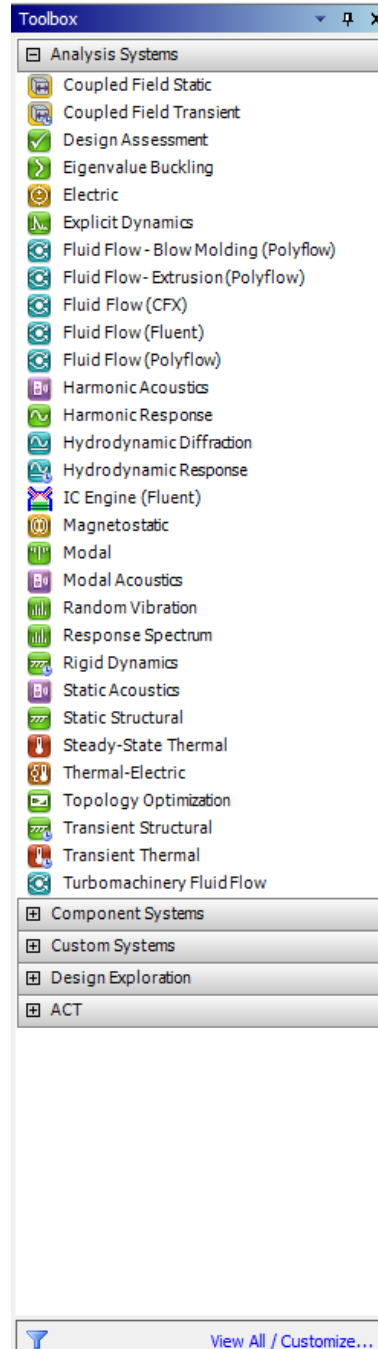 Toolbox
Analysis Systems
Coupled Field Static
Coupled Field Transient
Design Assessment
Eigenvalue Buckling
Electric
Explicit Dynamics
Fluid Flow - Blow Molding (Polyflow)
Fluid Flow - Extrusion (Polyflow)
Fluid Flow (CFX)
Fluid Flow (Fluent)
Fluid Flow (Polyflow)
Harmonic Acoustics
Harmonic Response
Hydrodynamic Diffraction
Hydrodynamic Response
IC Engine (Fluent)
Magnetostatic
Modal
Modal Acoustics
Random Vibration
Response Spectrum
Rigid Dynamics
Static Acoustics
Static Structural
Steady-State Thermal
Thermal-Electric
Topology Optimization
Transient Structural
Transient Thermal
Turbomachinery Fluid Flow
Component Systems
Custom Systems
Design Exploration
ACT
View All / Customize...